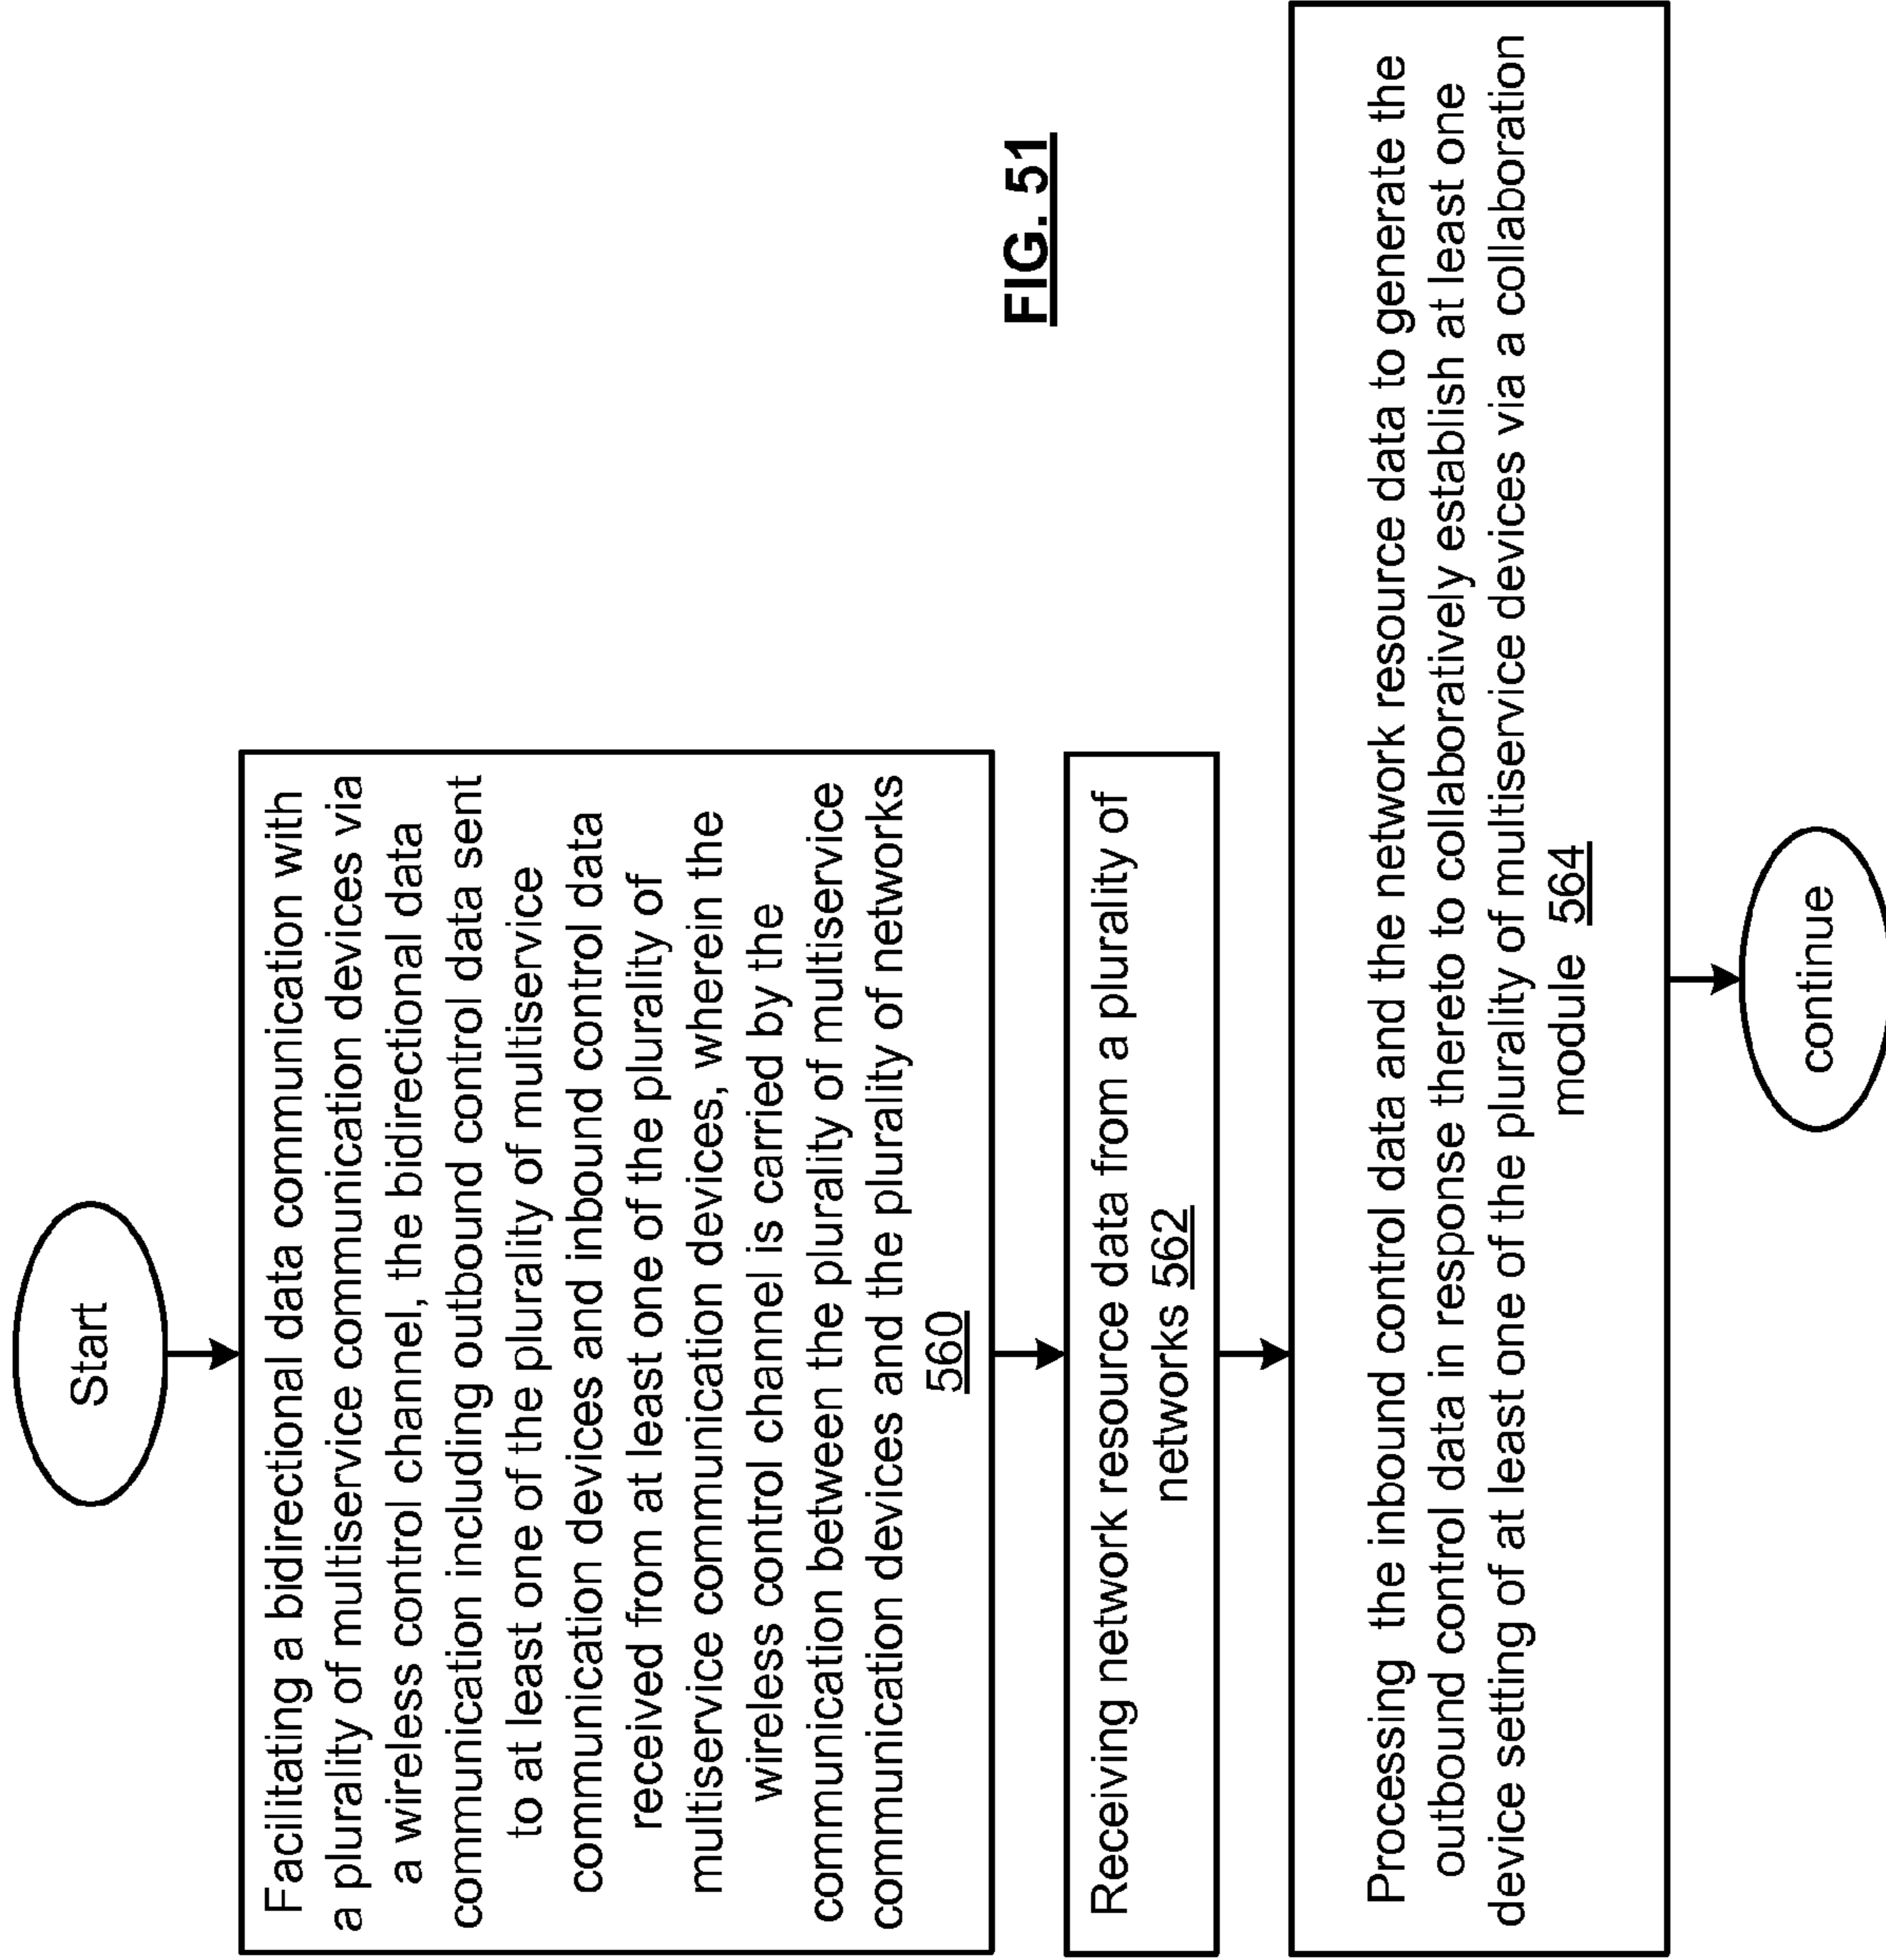 Start
Facilitating a bidirectional data communication with
a plurality of multiservice communication devices via
a wireless control channel, the bidirectional data
communication including outbound control data sent
to at least one of the plurality of multiservice
communication devices and inbound control data
received from at least one of the plurality of
multiservice communication devices, wherein the
wireless control channel is carried by the
communication between the plurality of multiservice
communication devices and the plurality of networks
560
Receiving network resource data from a plurality of
networks 562
Processing the inbound control data and the network resource data to generate the
outbound control data in response thereto to collaboratively establish at least one
device setting of at least one of the plurality of multiservice devices via a collaboration
module 564
continue
FIG. 51